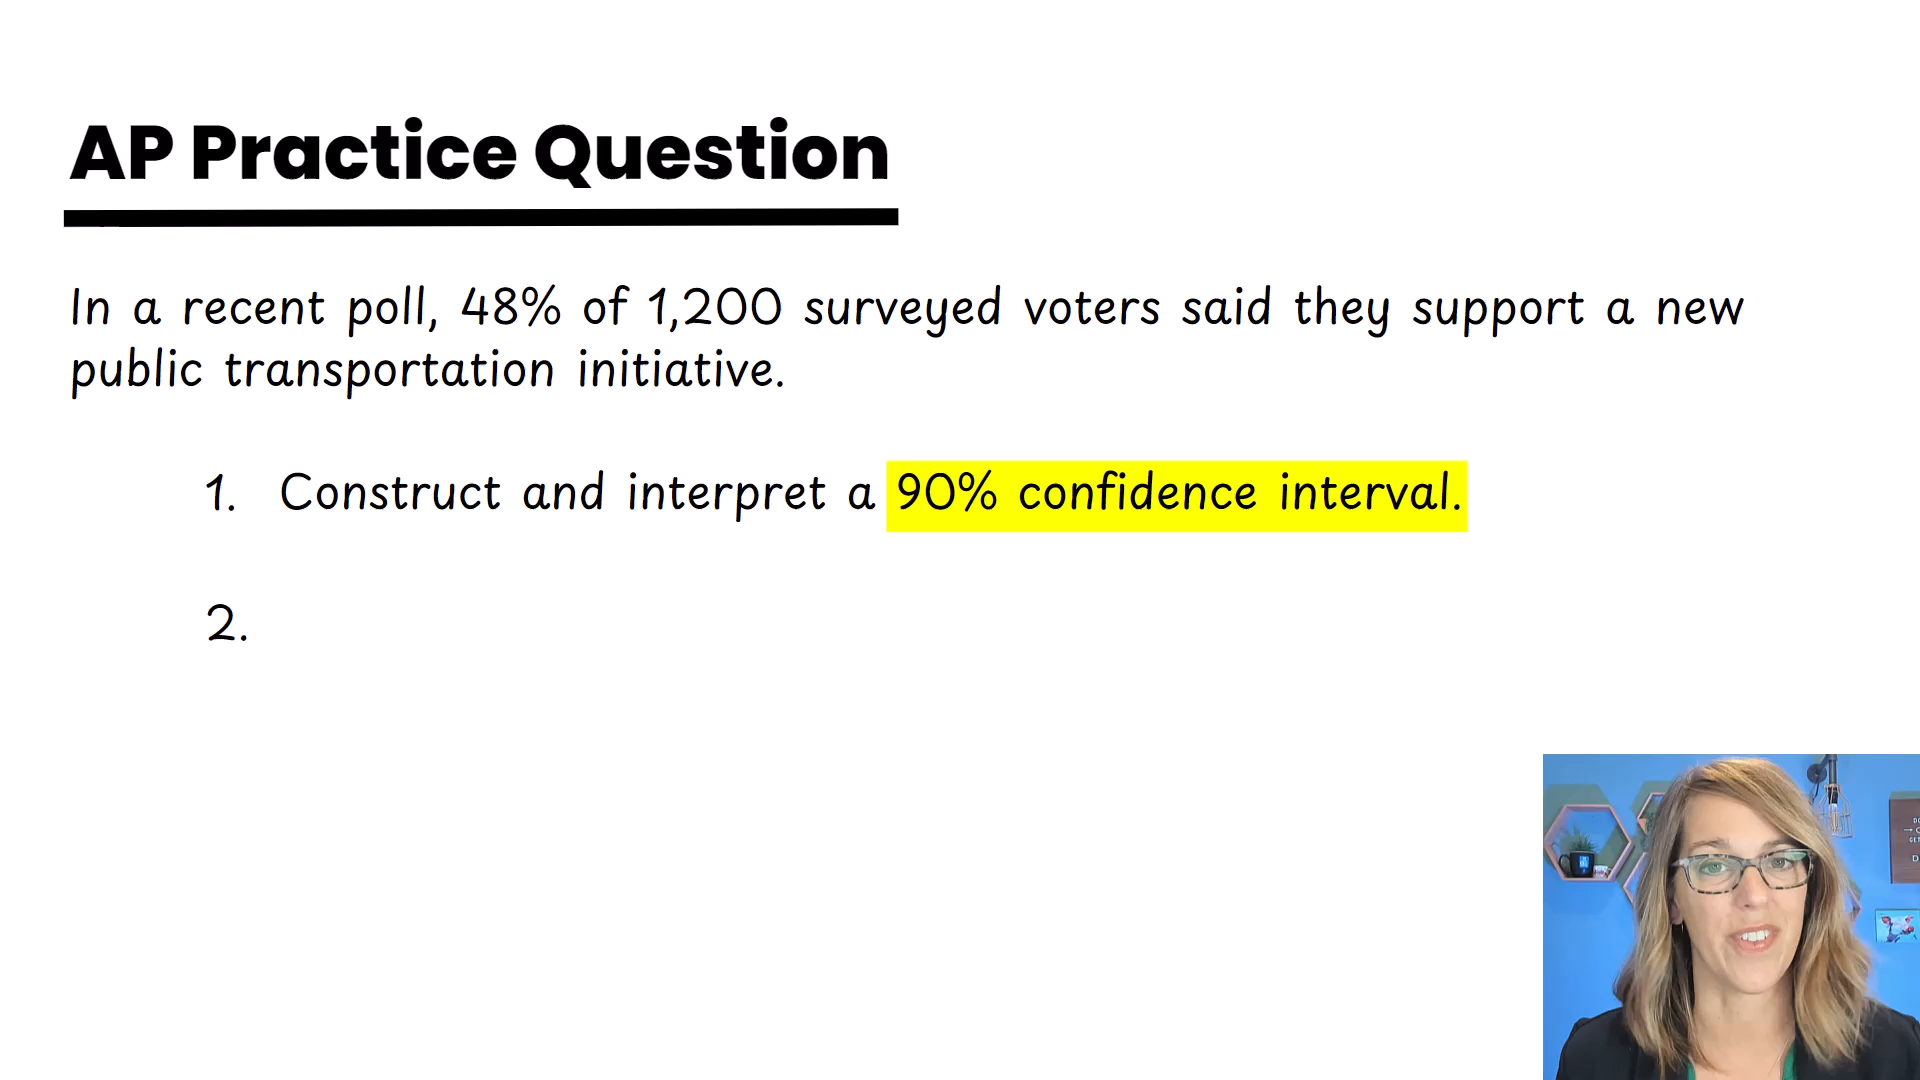 AP Practice Question
In a recent poll, 48% of 1,200 surveyed voters said they support a new
public transportation initiative.
1. Construct and interpret a 90% confidence interval.
2.